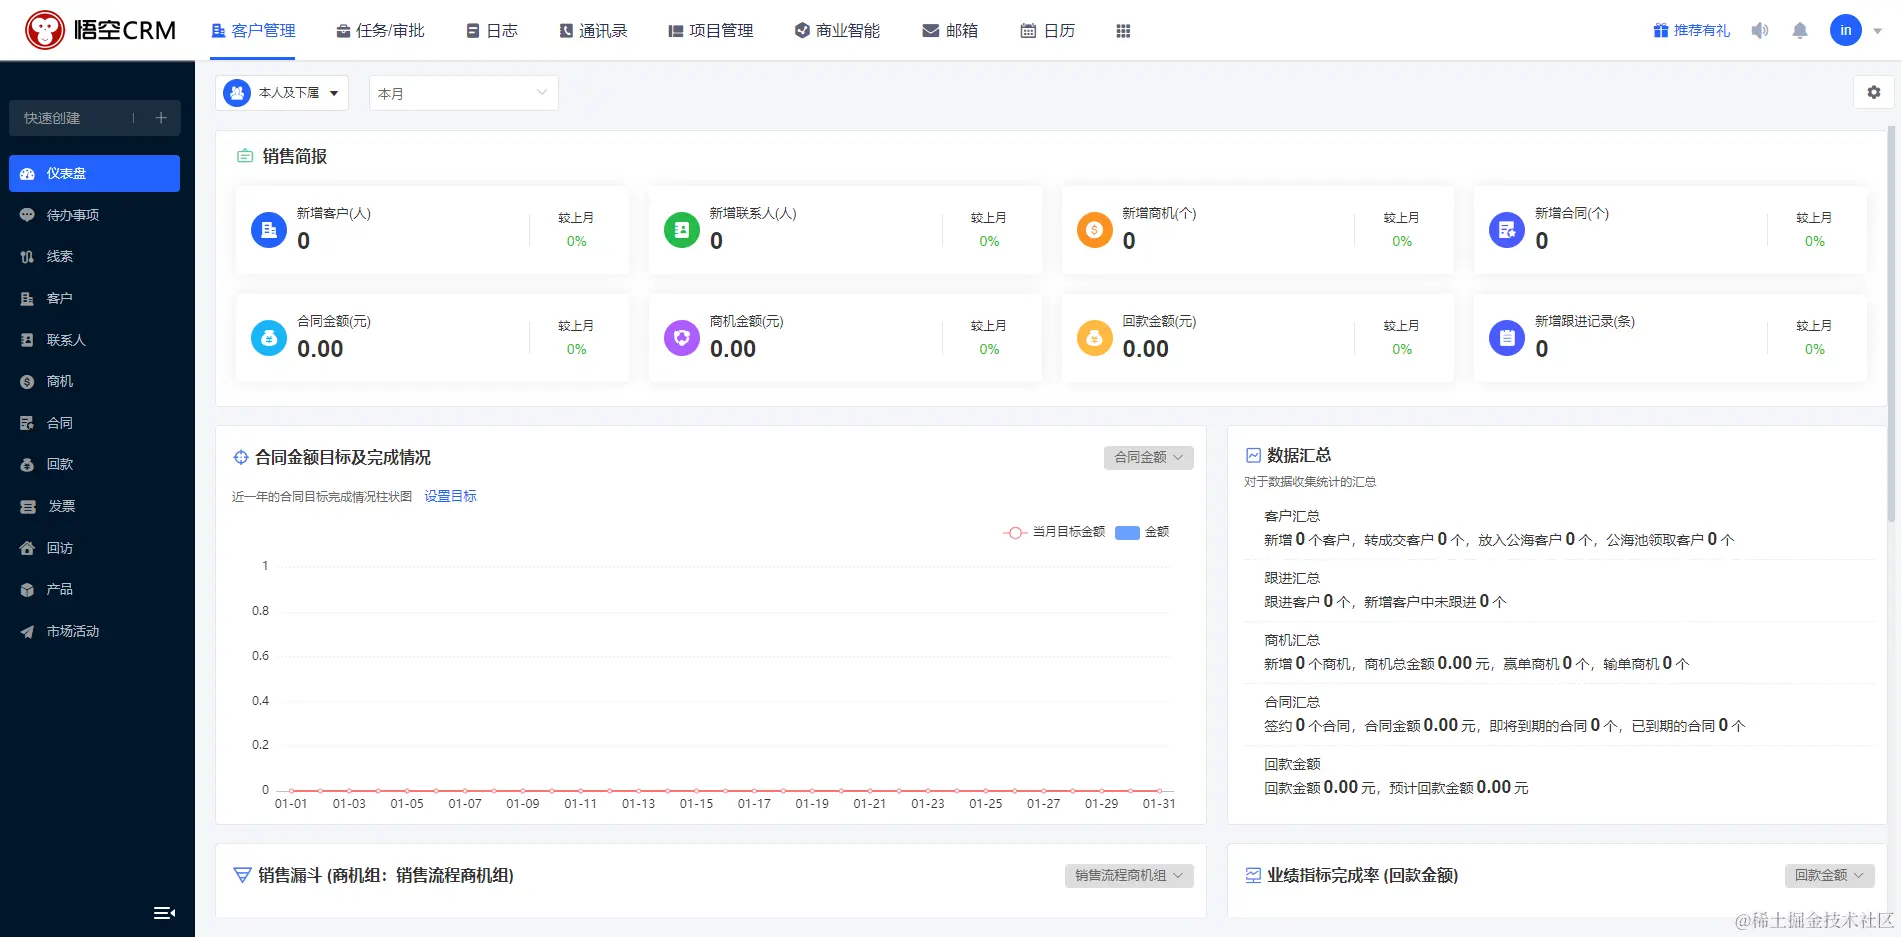 悟空CRM
客户管理
任务/审批
日志
通讯录
项目管理
商业智能
邮箱
日历
推荐有礼
in
快速创建
仪表盘
待办事项
线索
客户
联系人
商机
合同
回款
发票
回访
产品
市场活动
本人及下属
本月
销售简报
新增客户(人)
0
较上月
0%
新增联系人(人)
0
较上月
0%
新增商机(个)
0
较上月
0%
新增合同(个)
0
较上月
0%
合同金额(元)
0.00
较上月
0%
商机金额(元)
0.00
较上月
0%
回款金额(元)
0.00
较上月
0%
新增跟进记录(条)
0
较上月
0%
合同金额目标及完成情况
合同金额
近一年的合同目标完成情况柱状图 设置目标
当月目标金额 金额
1
0.8
0.6
0.4
0.2
0
01-01 01-03 01-05 01-07 01-09 01-11 01-13 01-15 01-17 01-19 01-21 01-23 01-25 01-27 01-29 01-31
数据汇总
对于数据收集统计的汇总
客户汇总
新增 0 个客户，转成交客户 0 个，放入公海客户 0 个，公海池领取客户 0 个
跟进汇总
跟进客户 0 个，新增客户中未跟进 0 个
商机汇总
新增 0 个商机，商机总金额 0.00 元，赢单商机 0 个，输单商机 0 个
合同汇总
签约 0 个合同，合同金额 0.00 元，即将到期的合同 0 个，已到期的合同 0 个
回款金额
回款金额 0.00 元，预计回款金额 0.00 元
销售漏斗 (商机组：销售流程商机组)
销售流程商机组
业绩指标完成率 (回款金额)
回款金额
@稀土掘金技术社区